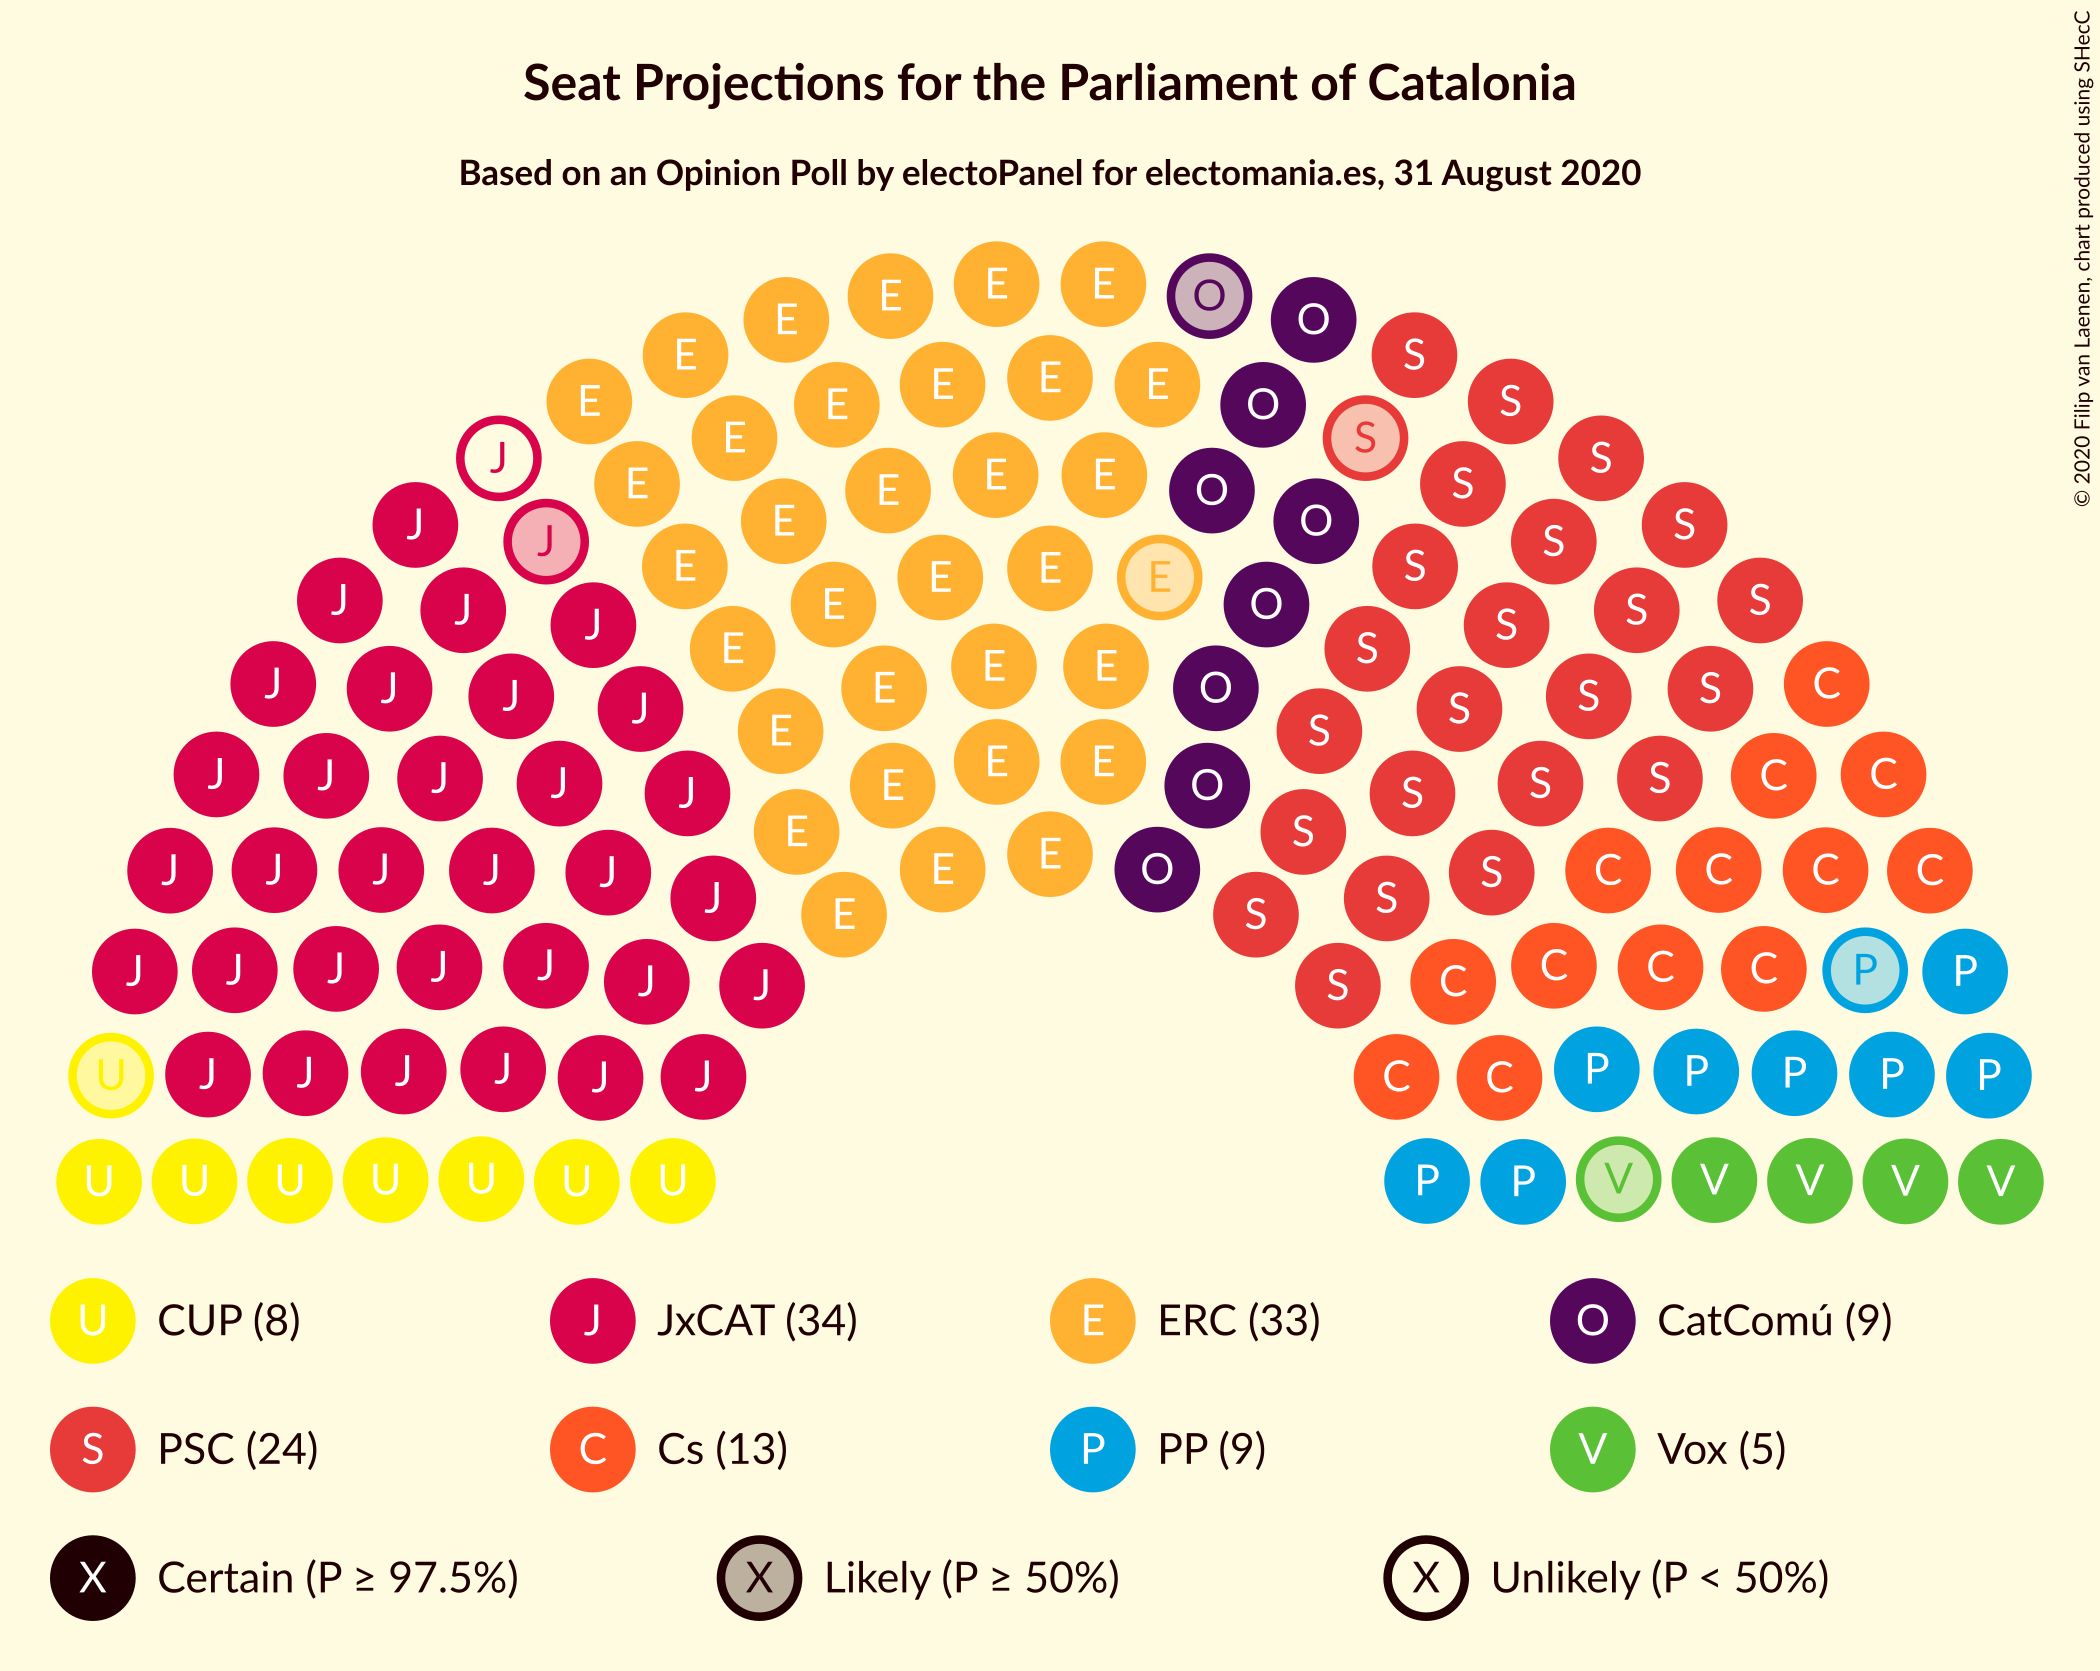 Seat Projections for the Parliament of Catalonia
Based on an Opinion Poll by electoPanel for electomania.es, 31 August 2020
© 2020 Filip van Laenen, chart produced using SHecC
E E O
E E E O
E E E S
E E E O S S
J E E E S S
E E E O S
J E E O S S
J E E E S S
J J E E S S
J J E O S S
J E E S
J J E E O S S C
J J J E S S S
J J J E E E O S S S C C
J J E S S
J J J J J E E O S S C C C C
J E S
J J J J J J J S C C C C P P
U J J J J J J C C P P P P P
U U U U U U U P P V V V V V
U CUP (8) J JxCAT (34) E ERC (33) O CatComú (9)
S PSC (24) C Cs (13) P PP (9) V Vox (5)
X Certain (P ≥ 97.5%) X Likely (P ≥ 50%) X Unlikely (P < 50%)